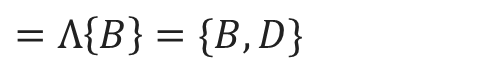 = Λ{B} = {B, D}